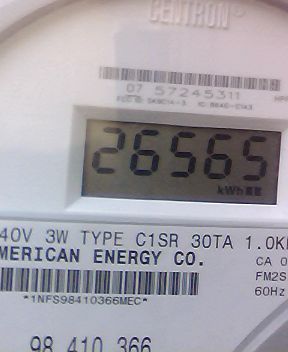 CENTRON
07 57245311
26565
kWh
40V 3W TYPE C1SR 30TA 1.0K
MERICAN ENERGY CO.
CA 0
FM2S
60Hz
*1NFS98410366MEC*
98 410 366